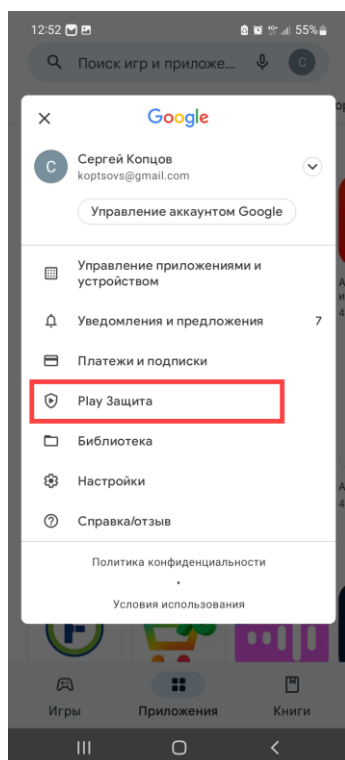 12:52
55%
Поиск игр и приложе...
С
Google
С
Сергей Копцов
koptsovs@gmail.com
Управление аккаунтом Google
Управление приложениями и
устройством
Уведомления и предложения 7
Платежи и подписки
Play Защита
Библиотека
Настройки
Справка/отзыв
Политика конфиденциальности
•
Условия использования
Игры
Приложения
Книги